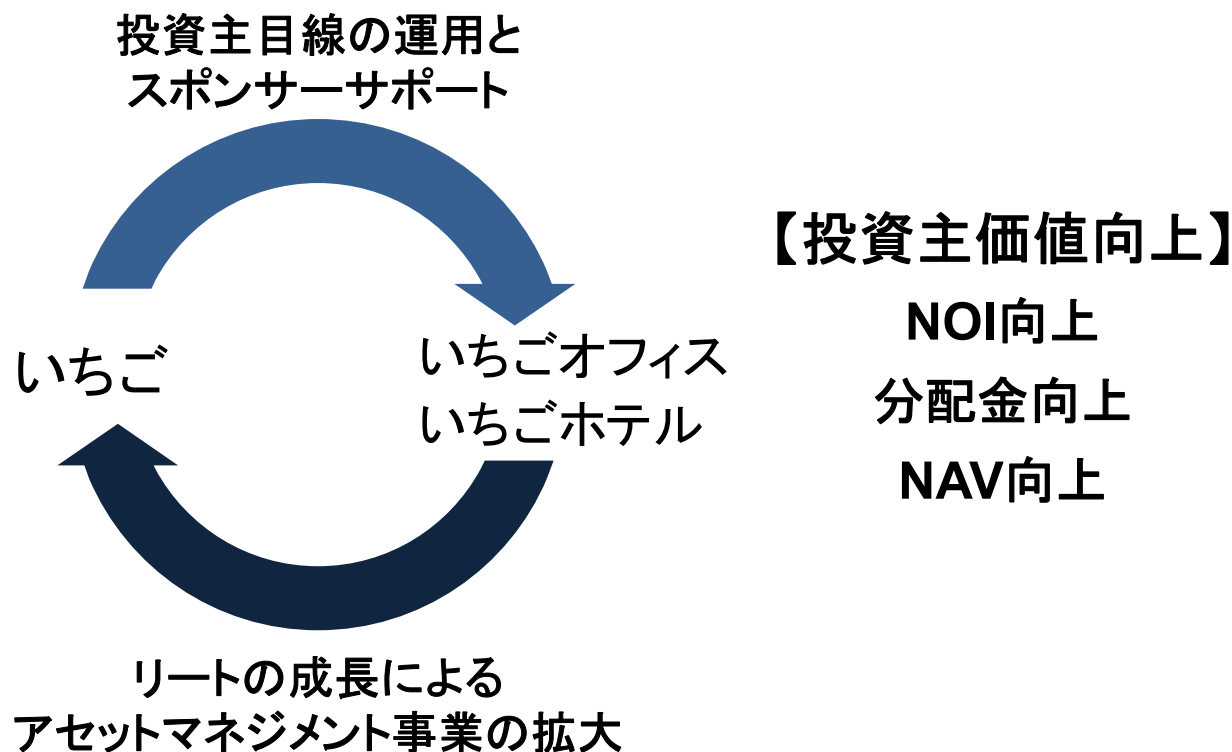 投資主目線の運用と
スポンサーサポート
いちご
いちごオフィス
いちごホテル
リートの成長による
アセットマネジメント事業の拡大
【投資主価値向上】
NOI向上
分配金向上
NAV向上